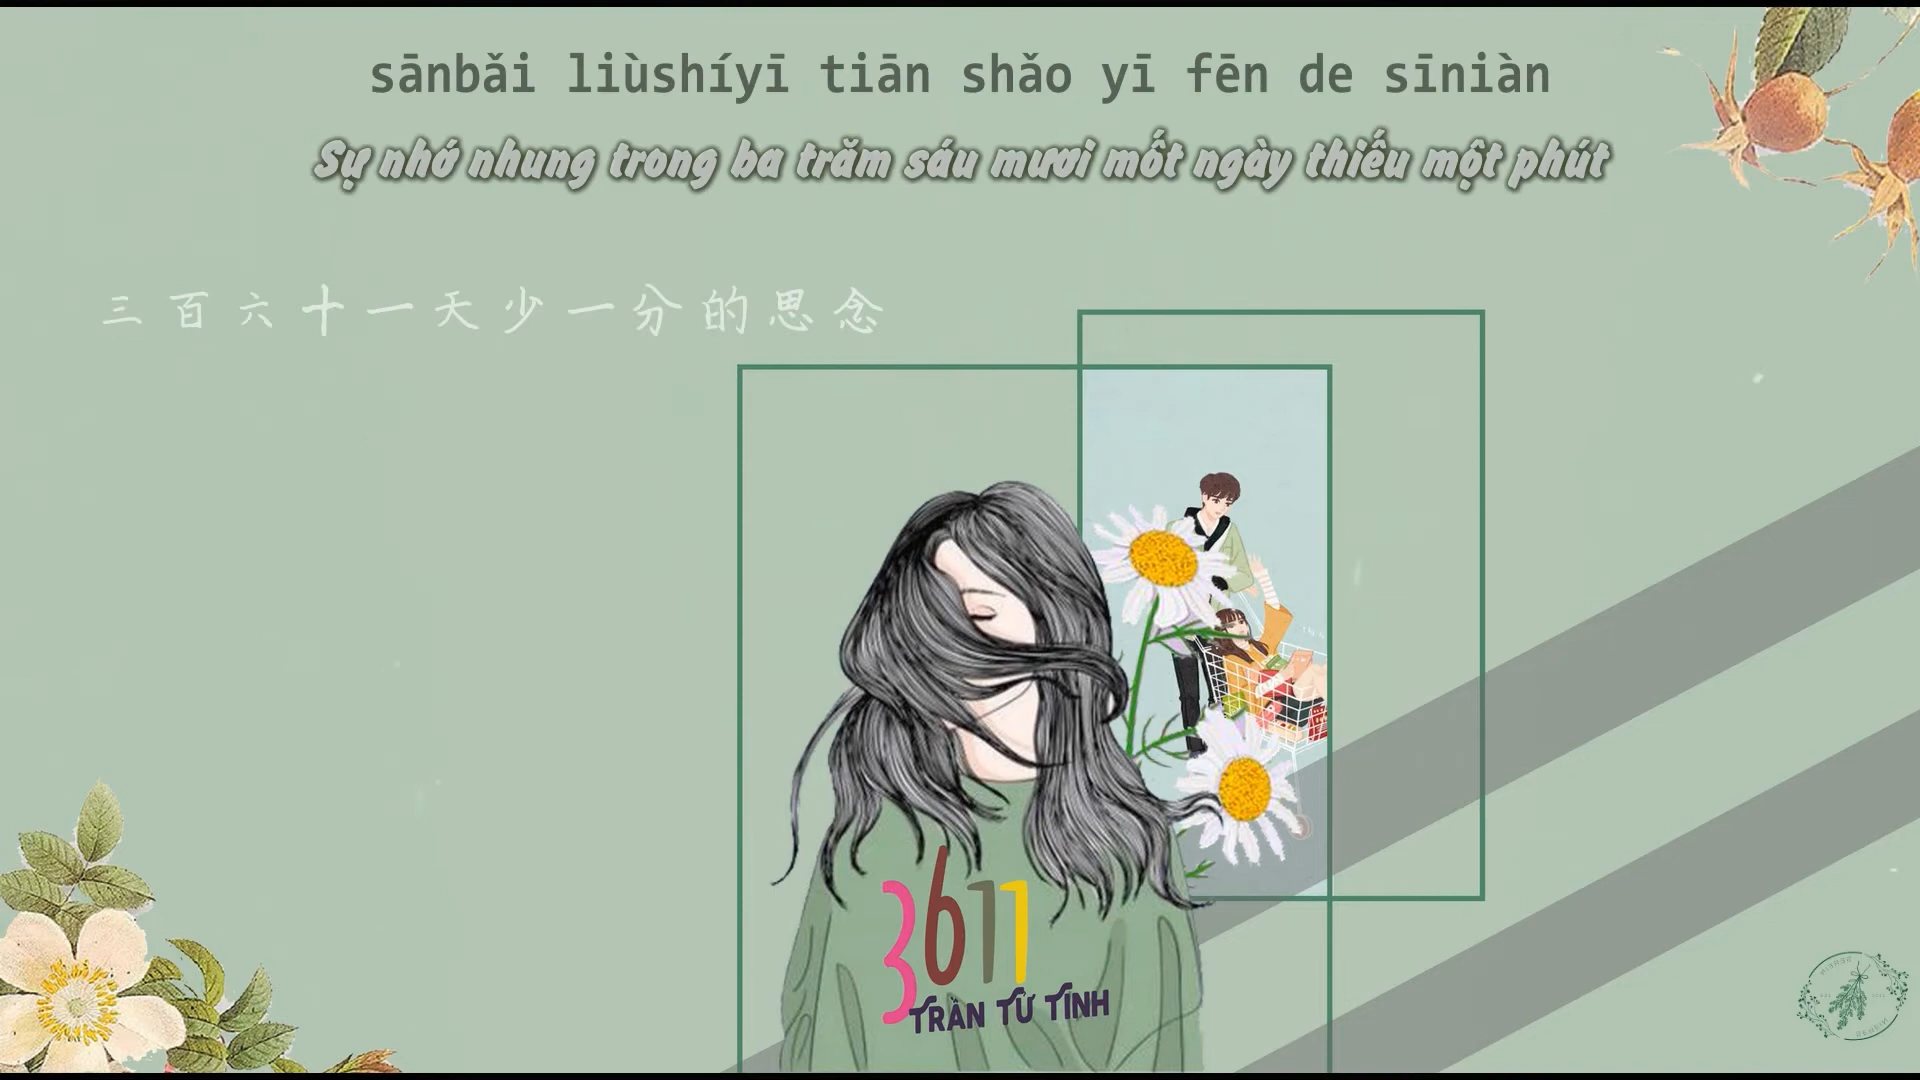 sānbǎi liùshíyī tiān shǎo yī fēn de sīniàn
Sự nhớ nhung trong ba trăm sáu mươi mốt ngày thiếu một phút
三百六十一天少一分的思念
3611
TRẦN TỬ TÌNH